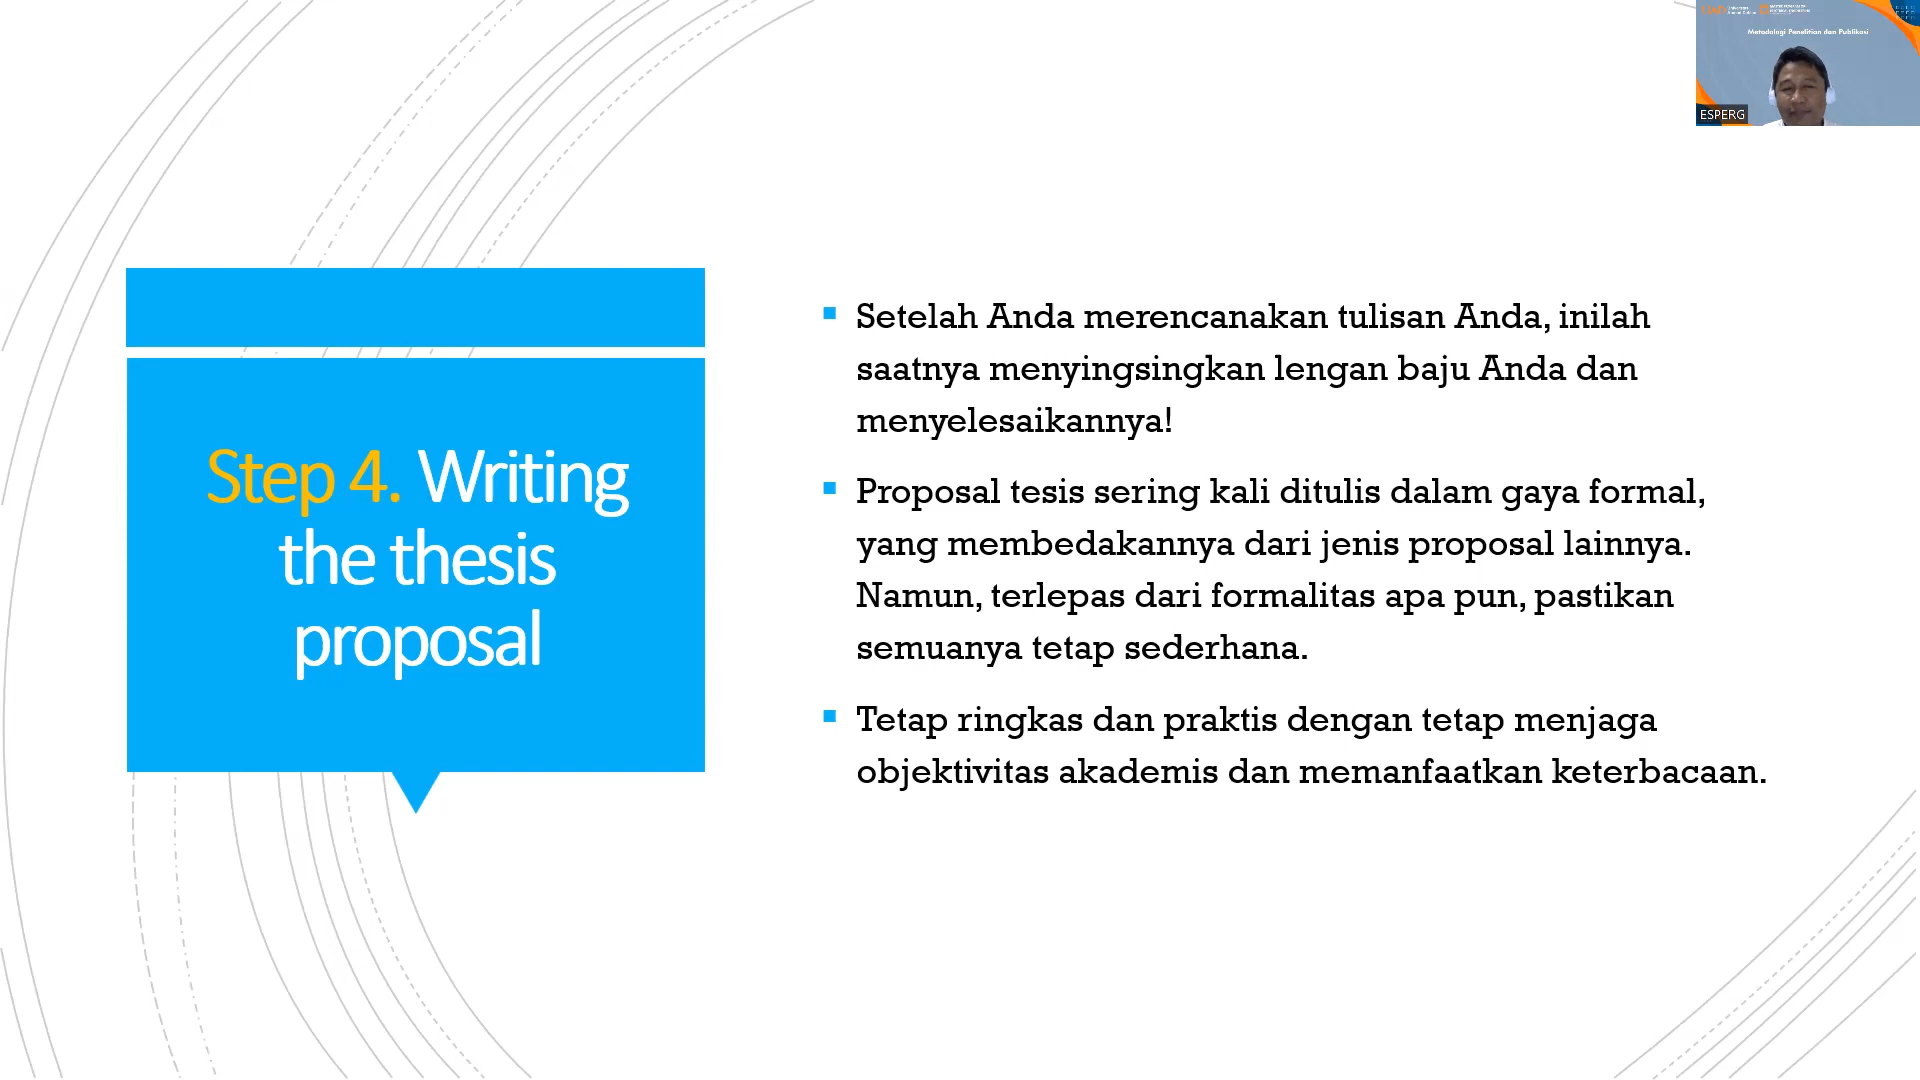 Metodologi Penelitian dan Publikasi
ESPERG
Step 4. Writing
the thesis
proposal
Setelah Anda merencanakan tulisan Anda, inilah
saatnya menyingsingkan lengan baju Anda dan
menyelesaikannya!
Proposal tesis sering kali ditulis dalam gaya formal,
yang membedakannya dari jenis proposal lainnya.
Namun, terlepas dari formalitas apa pun, pastikan
semuanya tetap sederhana.
Tetap ringkas dan praktis dengan tetap menjaga
objektivitas akademis dan memanfaatkan keterbacaan.